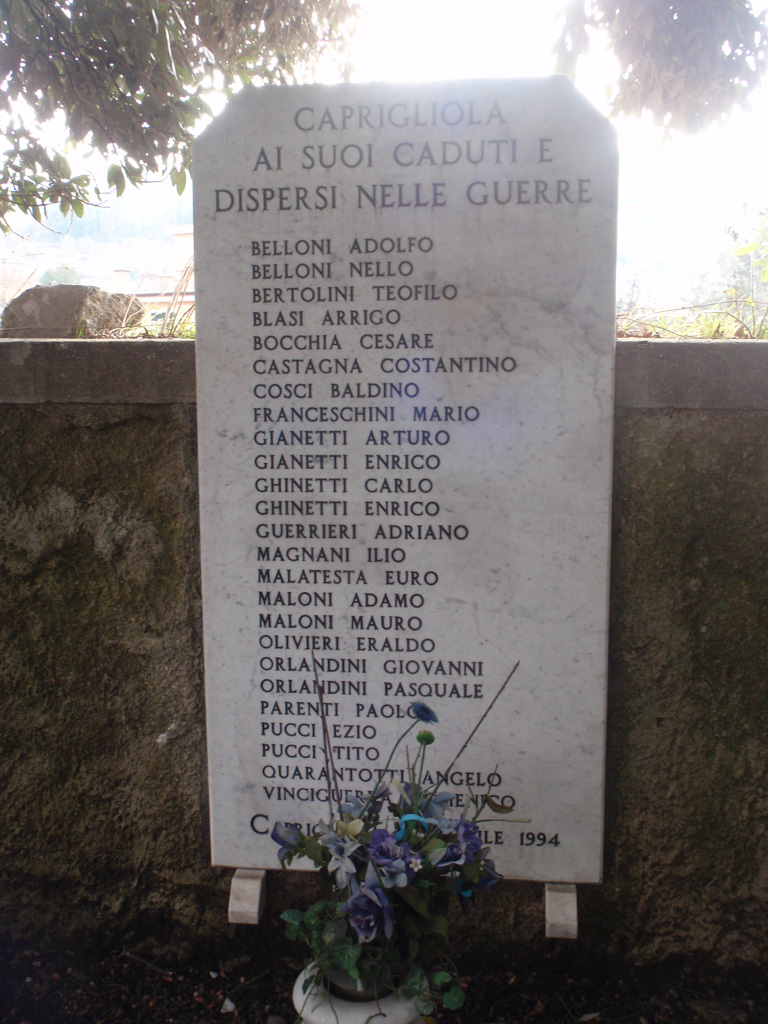 CAPRIGLIOLA
AI SUOI CADUTI E
DISPERSI NELLE GUERRE
BELLONI ADOLFO
BELLONI NELLO
BERTOLINI TEOFILO
BLASI ARRIGO
BOCCHIA CESARE
CASTAGNA COSTANTINO
COSCI BALDINO
FRANCESCHINI MARIO
GIANETTI ARTURO
GIANETTI ENRICO
GHINETTI CARLO
GHINETTI ENRICO
GUERRIERI ADRIANO
MAGNANI ILIO
MALATESTA EURO
MALONI ADAMO
MALONI MAURO
OLIVIERI ERALDO
ORLANDINI GIOVANNI
ORLANDINI PASQUALE
PARENTI PAOLO
PUCCI EZIO
PUCCI TITO
QUARANTOTTI ANGELO
VINCIGUERRA
1994